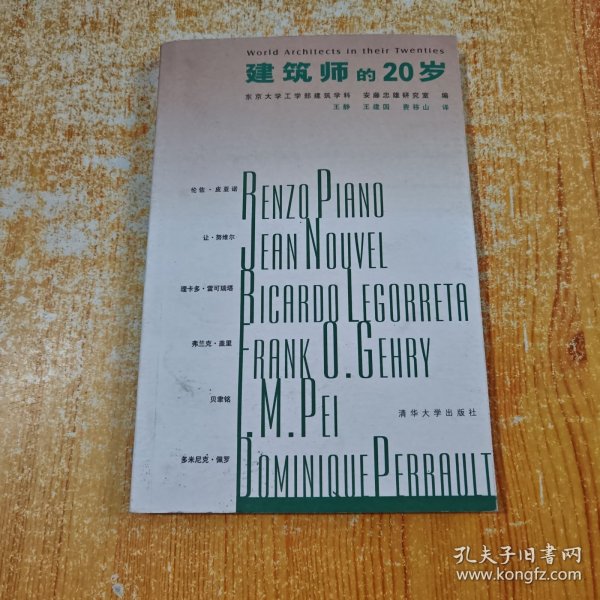 World Architects in their Twenties
建筑师的20岁
东京大学工学部建筑学科 安藤忠雄研究室 编
王静 王建国 费移山 译
伦佐·皮亚诺 RENZO PIANO
让·努维尔 JEAN NOUVEL
理卡多·雷可瑞塔 RICARDO LEGORRETA
弗兰克·盖里 FRANK O. GEHRY
贝聿铭 I. M. PEI
清华大学出版社
多米尼克·佩罗 DOMINIQUE PERRAULT
孔夫子旧书网
www.kongfz.com